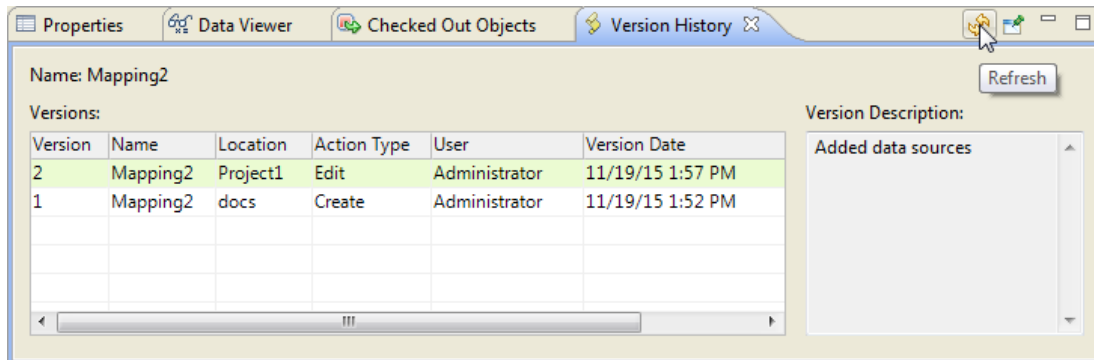 Properties Data Viewer Checked Out Objects Version History
Name: Mapping2
Refresh
Versions:
Version Description:
Version Name Location Action Type User Version Date
Added data sources
2 Mapping2 Project1 Edit Administrator 11/19/15 1:57 PM
1 Mapping2 docs Create Administrator 11/19/15 1:52 PM